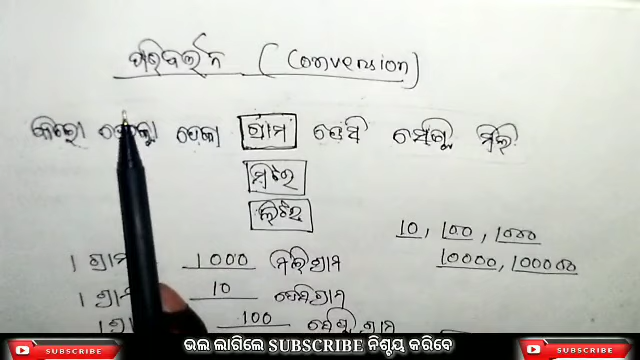 ପରିବର୍ତ୍ତନ (Conversion)
କିଲୋ ହେକ୍ଟୋ ଡେକା ଗ୍ରାମ ଡେସି ସେଣ୍ଟି ମିଲି
ମିଟର
ଲିଟର
10, 100, 1000
10000, 100000
1 ଗ୍ରାମ 1000 ମିଲିଗ୍ରାମ
1 ଗ୍ରାମ 10 ଡେସିଗ୍ରାମ
1 ଗ୍ରାମ 100 ସେଣ୍ଟିଗ୍ରାମ
SUBSCRIBE ଭଲ ଲାଗିଲେ SUBSCRIBE ନିଶ୍ଚୟ କରିବେ SUBSCRIBE